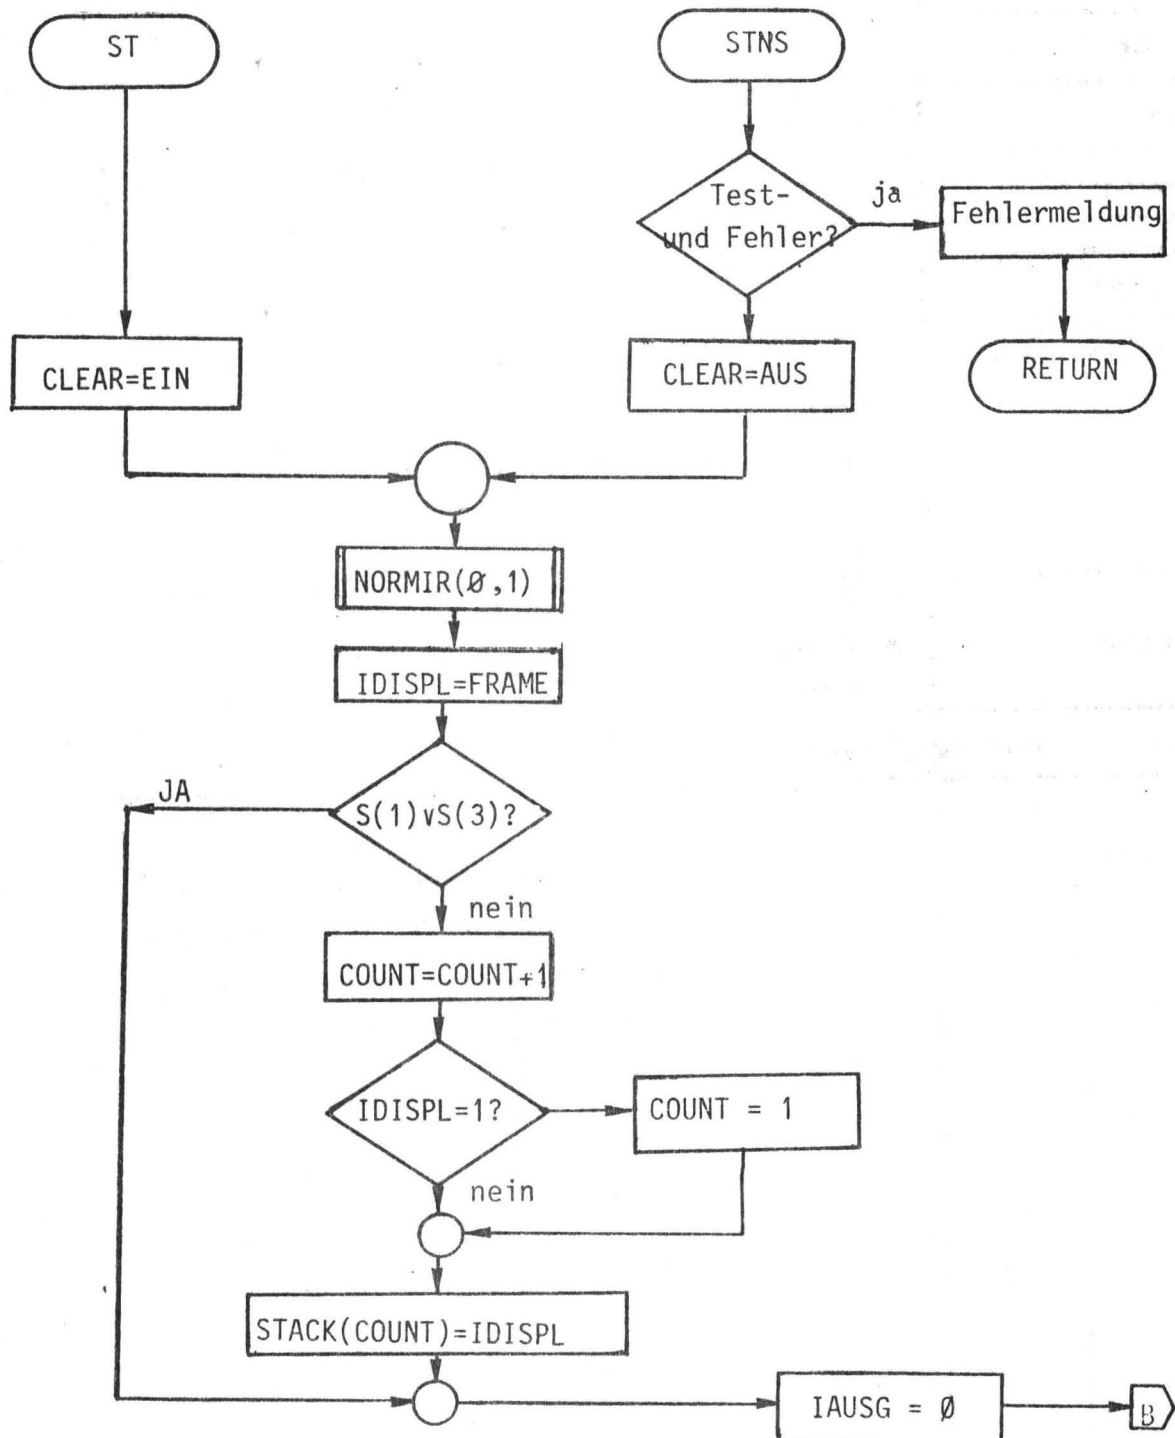 ST
STNS
Test-
und Fehler?
ja
Fehlermeldung
RETURN
CLEAR=EIN
CLEAR=AUS
NORMIR(Ø,1)
IDISPL=FRAME
S(1)vS(3)?
JA
nein
COUNT=COUNT+1
IDISPL=1?
COUNT = 1
nein
STACK(COUNT)=IDISPL
IAUSG = Ø
B